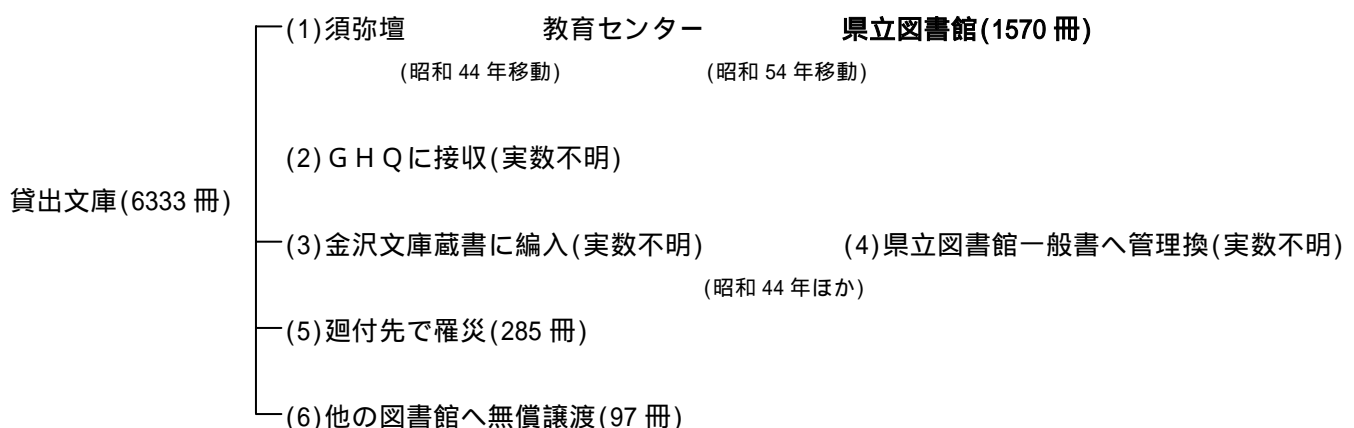 (1)須弥壇 教育センター 県立図書館(1570 冊)
(昭和 44 年移動) (昭和 54 年移動)
(2)ＧＨＱに接収(実数不明)
貸出文庫(6333 冊)
(3)金沢文庫蔵書に編入(実数不明) (4)県立図書館一般書へ管理換(実数不明)
(昭和 44 年ほか)
(5)廻付先で罹災(285 冊)
(6)他の図書館へ無償譲渡(97 冊)